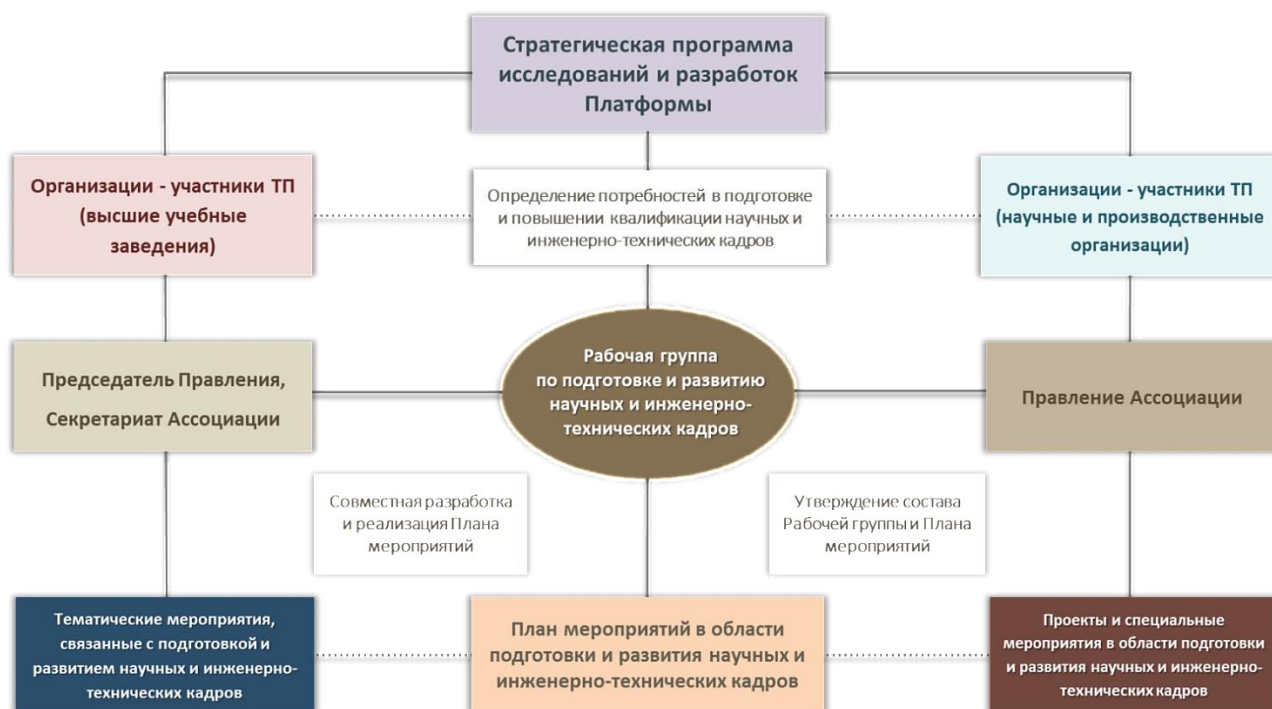 Стратегическая программа
исследований и разработок
Платформы
Организации - участники ТП
(высшие учебные
заведения)
Определение потребностей в подготовке
и повышении квалификации научных и
инженерно-технических кадров
Организации - участники ТП
(научные и производственные
организации)
Председатель Правления,
Секретариат Ассоциации
Рабочая группа
по подготовке и развитию
научных и инженерно-
технических кадров
Правление Ассоциации
Совместная разработка
и реализация Плана
мероприятий
Утверждение состава
Рабочей группы и Плана
мероприятий
Тематические мероприятия,
связанные с подготовкой и
развитием научных и инженерно-
технических кадров
План мероприятий в области
подготовки и развития научных и
инженерно-технических кадров
Проекты и специальные
мероприятия в области подготовки
и развития научных и инженерно-
технических кадров